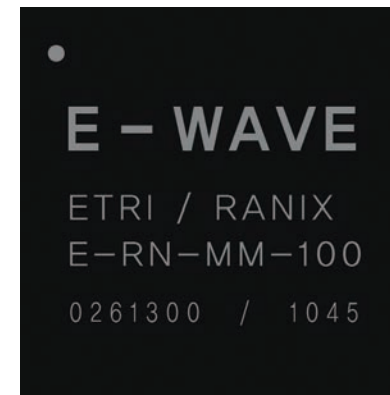 E - WAVE
ETRI / RANIX
E-RN-MM-100
0261300 / 1045